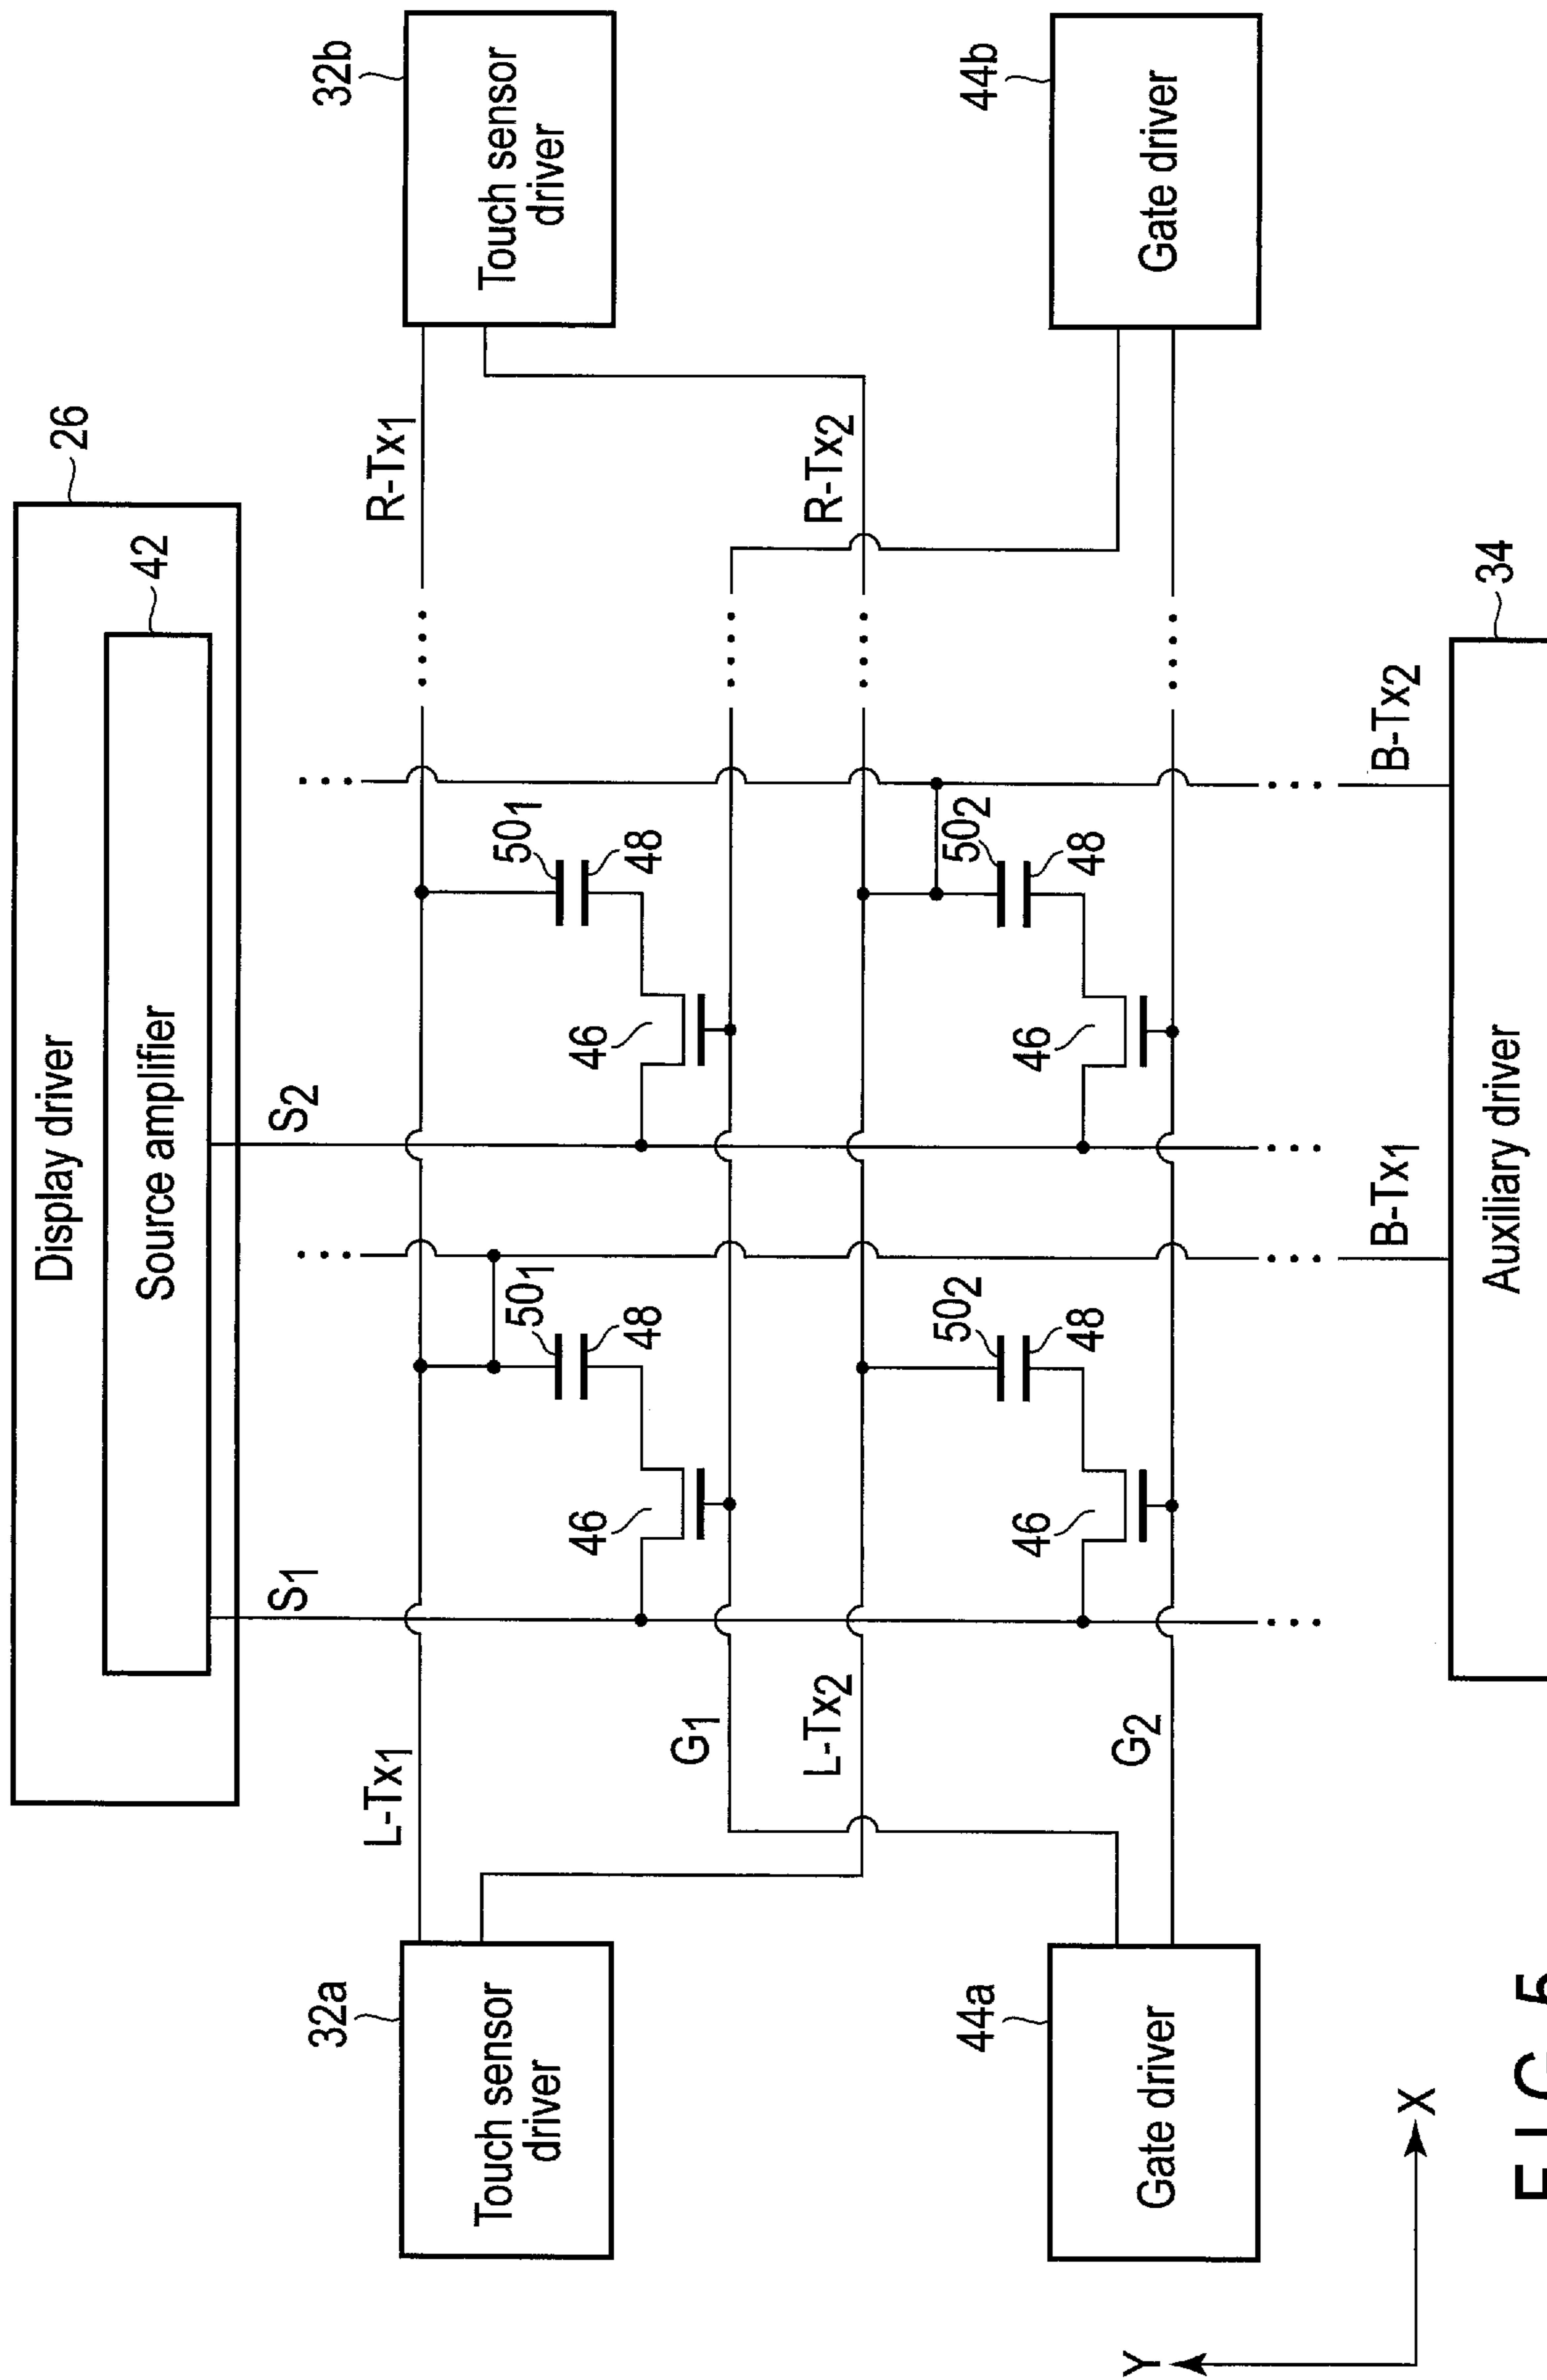 26
Display driver
42
Source amplifier
S1
S2
32a
Touch sensor
driver
32b
Touch sensor
driver
L-Tx1
R-Tx1
501
48
501
48
46
46
G1
L-Tx2
R-Tx2
502
48
502
48
46
46
44a
Gate driver
44b
Gate driver
G2
B-Tx1
B-Tx2
34
Auxiliary driver
Y
X
FIG. 5